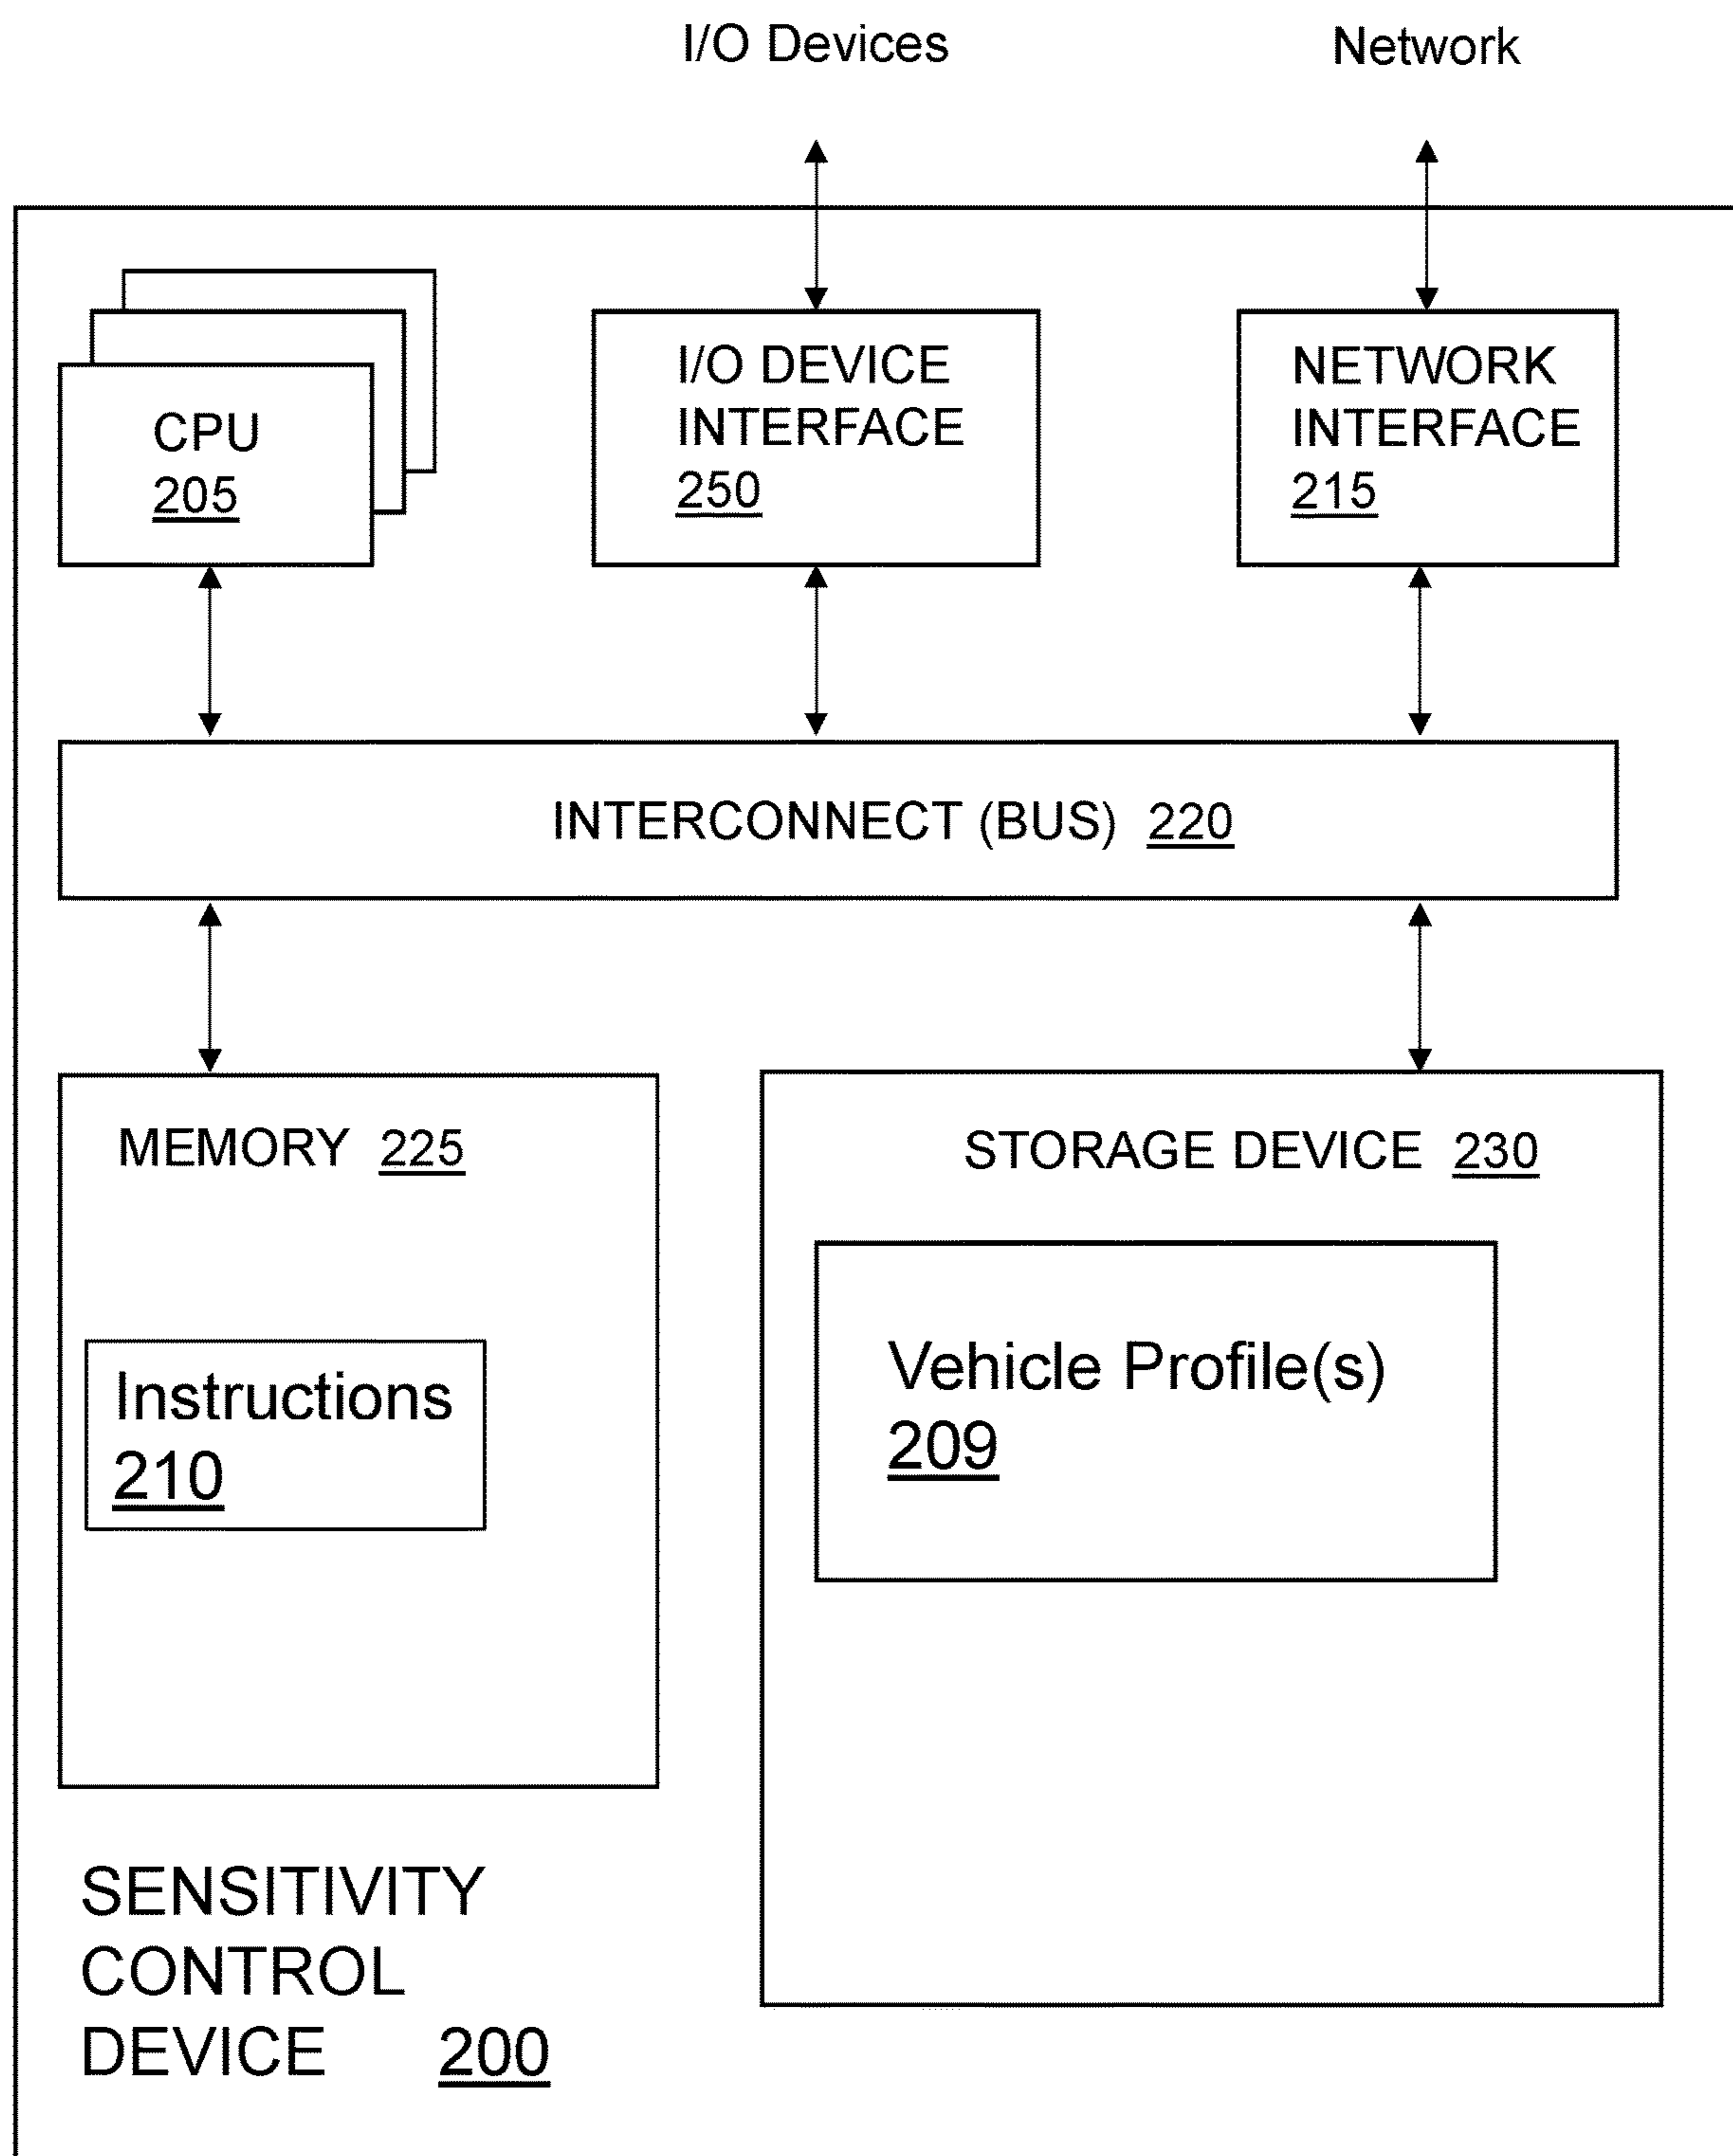 I/O Devices
Network
CPU
205
I/O DEVICE
INTERFACE
250
NETWORK
INTERFACE
215
INTERCONNECT (BUS) 220
MEMORY 225
Instructions
210
STORAGE DEVICE 230
Vehicle Profile(s)
209
SENSITIVITY
CONTROL
DEVICE 200